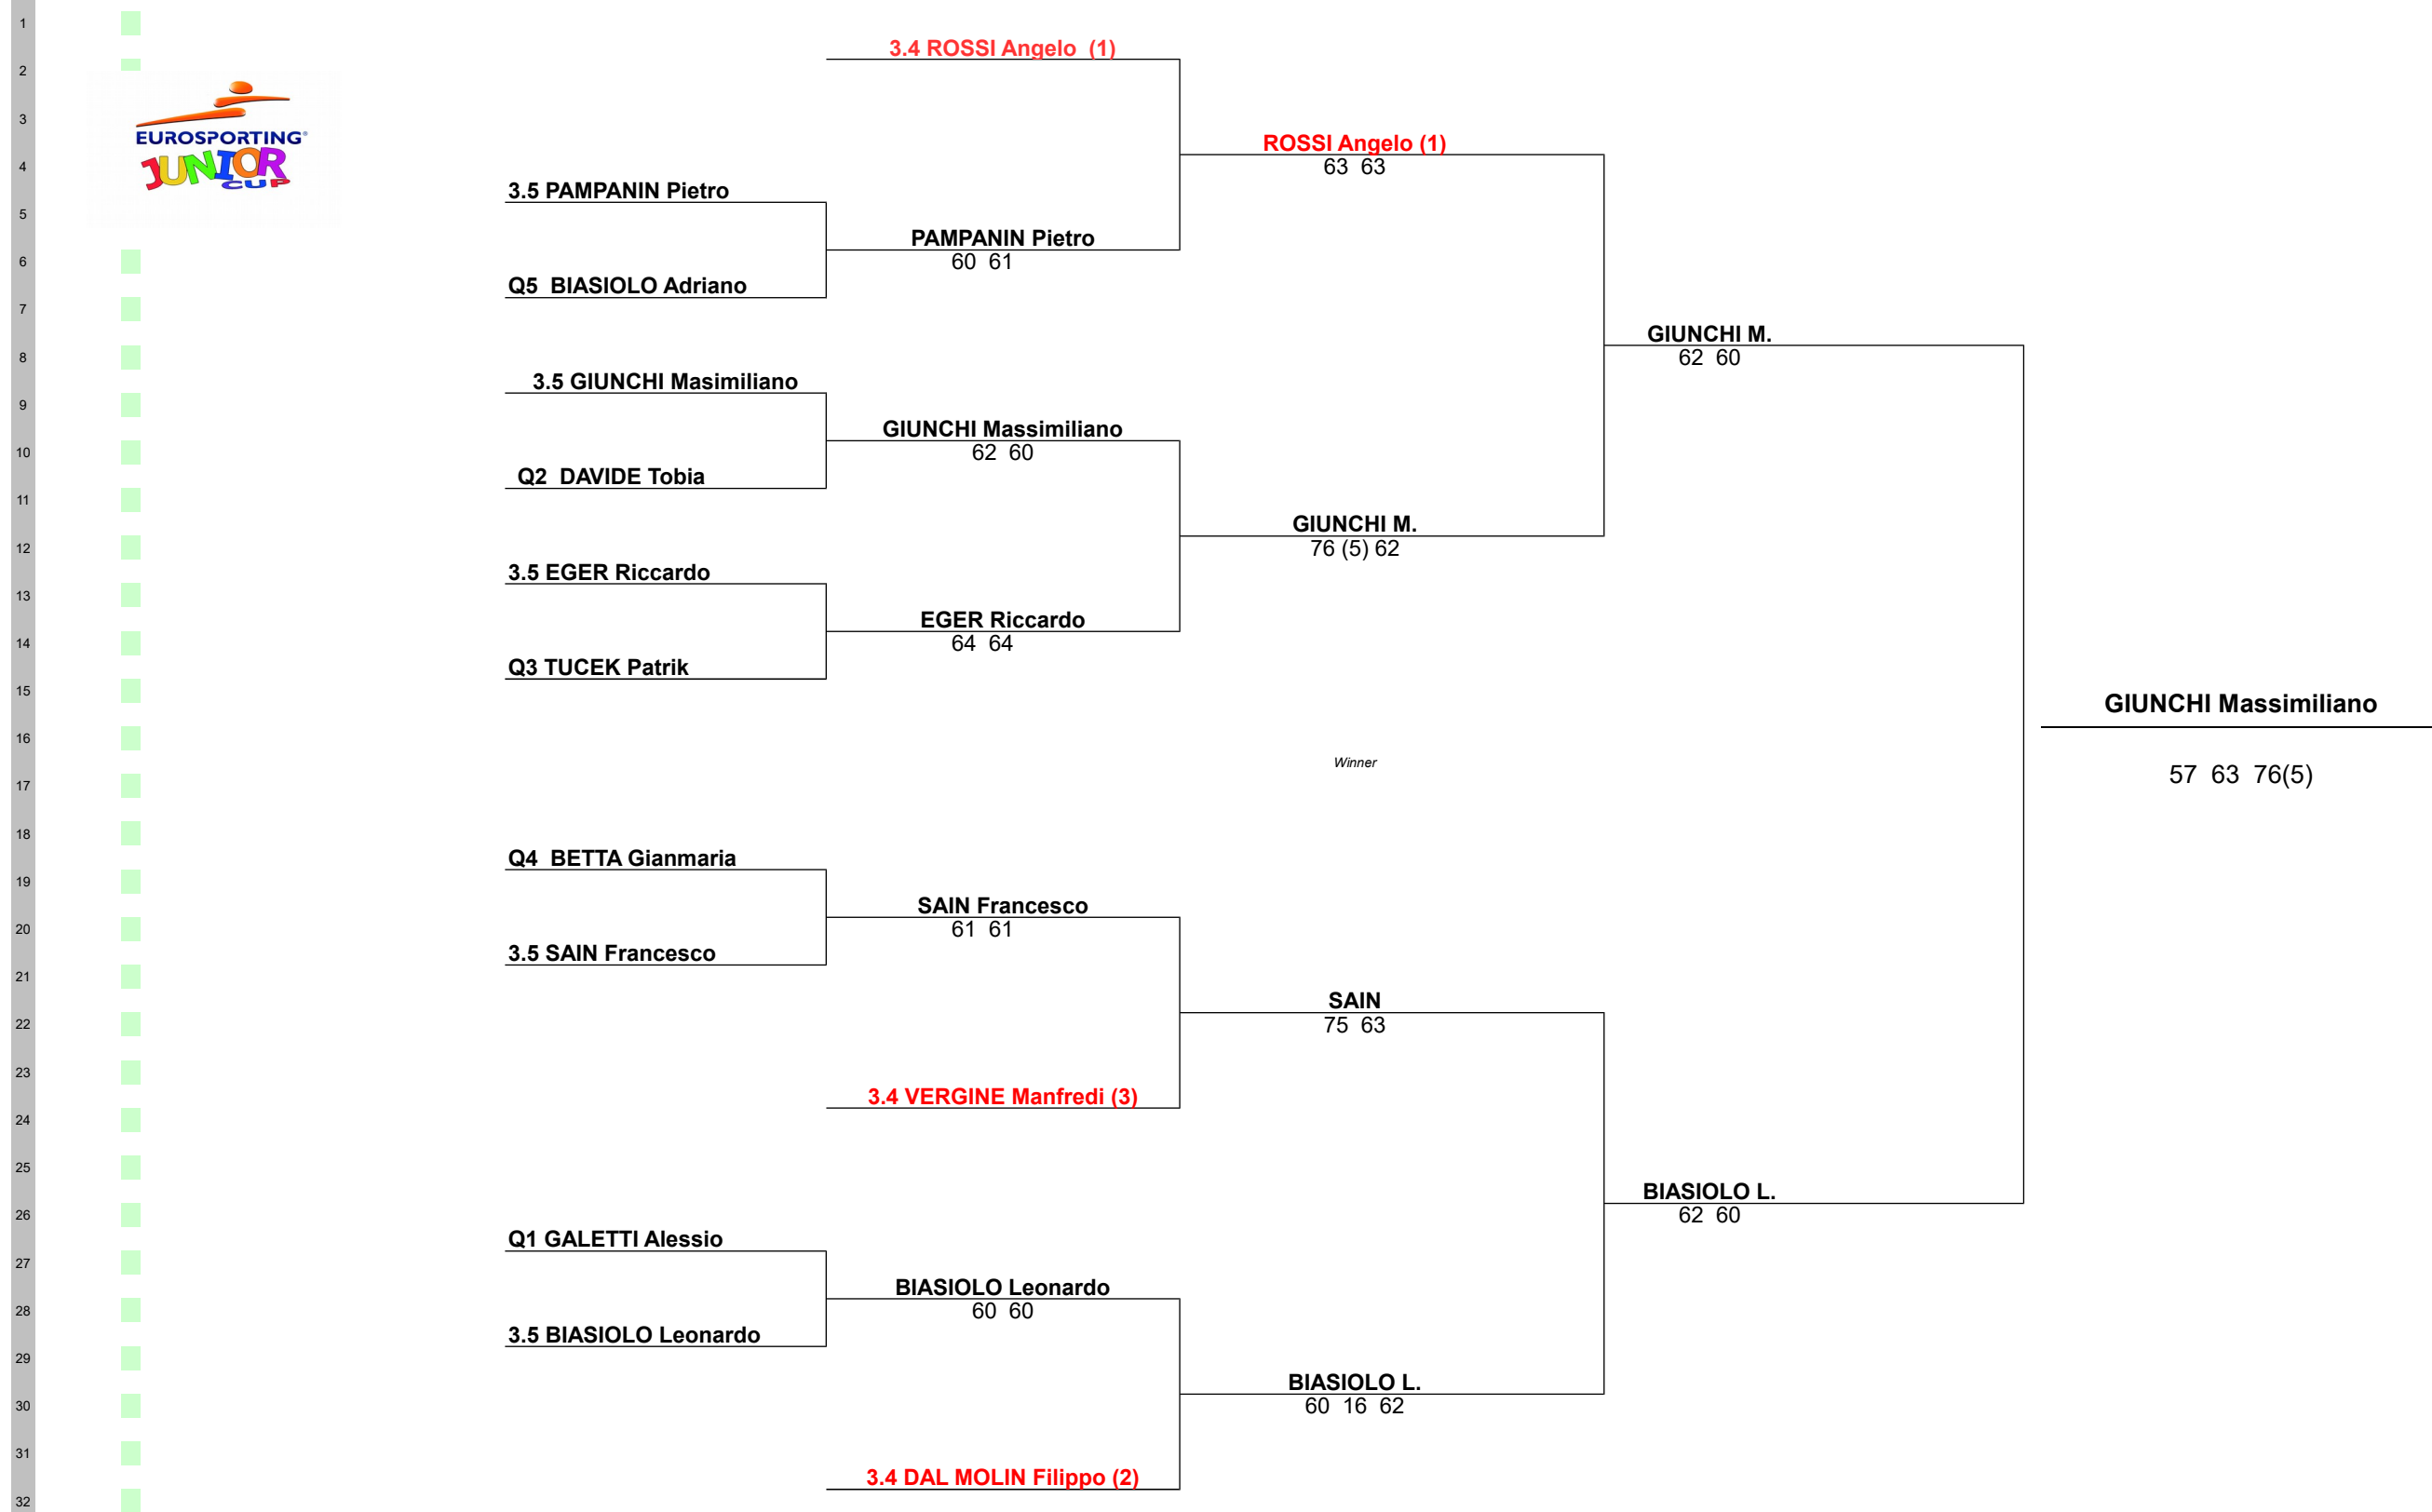 1
3.4 ROSSI Angelo (1)
2
3
EUROSPORTING®
ROSSI Angelo (1)
4
JUNIOR
63 63
CUP
3.5 PAMPANIN Pietro
5
PAMPANIN Pietro
6
60 61
Q5 BIASIOLO Adriano
7
GIUNCHI M.
8
62 60
3.5 GIUNCHI Masimiliano
9
GIUNCHI Massimiliano
10
62 60
Q2 DAVIDE Tobia
11
GIUNCHI M.
12
76 (5) 62
3.5 EGER Riccardo
13
EGER Riccardo
14
64 64
Q3 TUCEK Patrik
15
GIUNCHI Massimiliano
16
Winner
57 63 76(5)
17
18
Q4 BETTA Gianmaria
19
SAIN Francesco
20
61 61
3.5 SAIN Francesco
21
SAIN
22
75 63
23
3.4 VERGINE Manfredi (3)
24
25
BIASIOLO L.
26
62 60
Q1 GALETTI Alessio
27
BIASIOLO Leonardo
28
60 60
3.5 BIASIOLO Leonardo
29
BIASIOLO L.
30
60 16 62
31
3.4 DAL MOLIN Filippo (2)
32